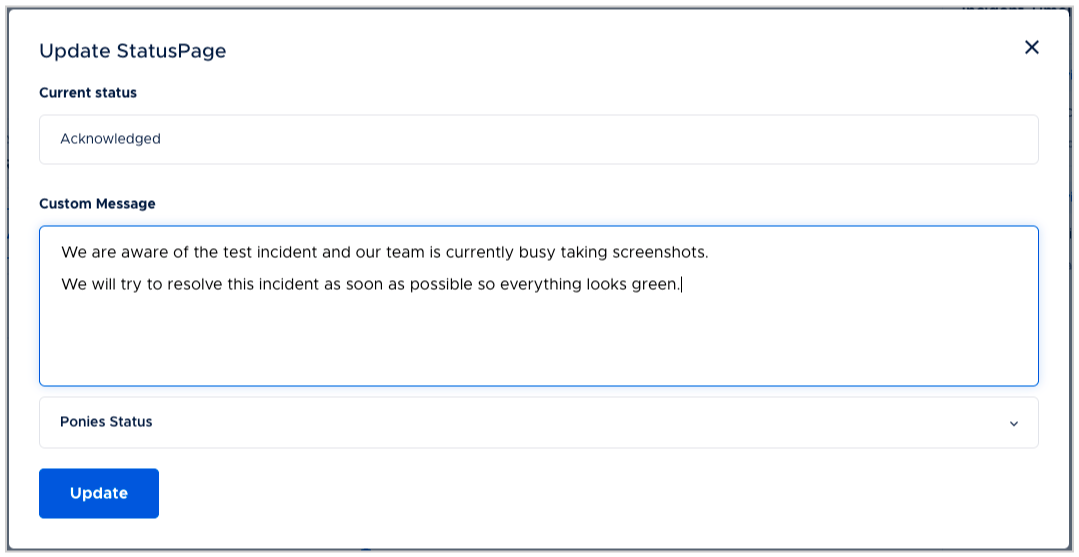 Update StatusPage
Current status
Acknowledged
Custom Message
We are aware of the test incident and our team is currently busy taking screenshots.
We will try to resolve this incident as soon as possible so everything looks green.
Ponies Status
Update